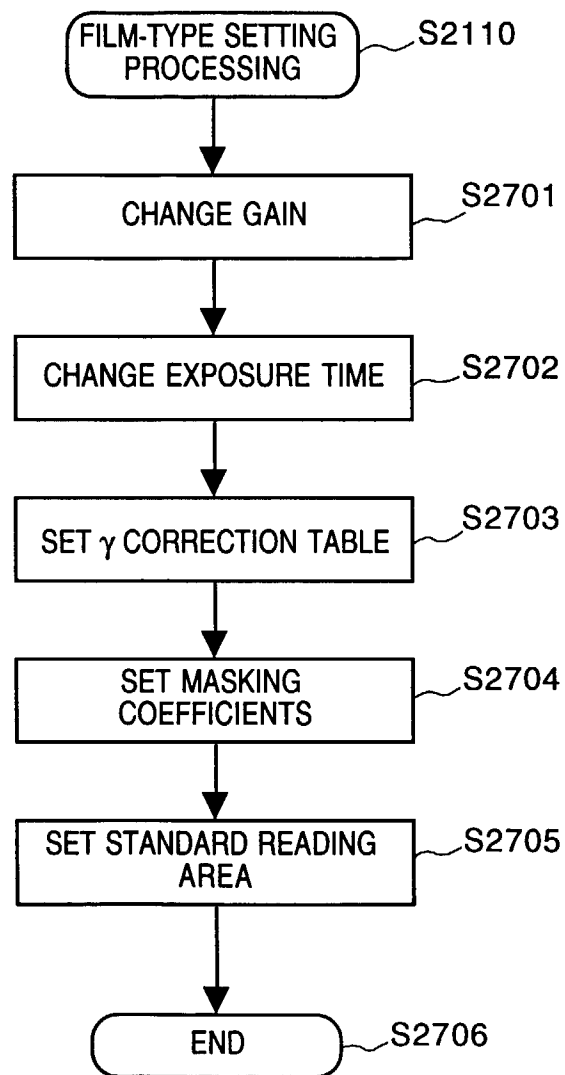 FILM-TYPE SETTING
PROCESSING
S2110
CHANGE GAIN
S2701
CHANGE EXPOSURE TIME
S2702
SET γ CORRECTION TABLE
S2703
SET MASKING
COEFFICIENTS
S2704
SET STANDARD READING
AREA
S2705
END
S2706